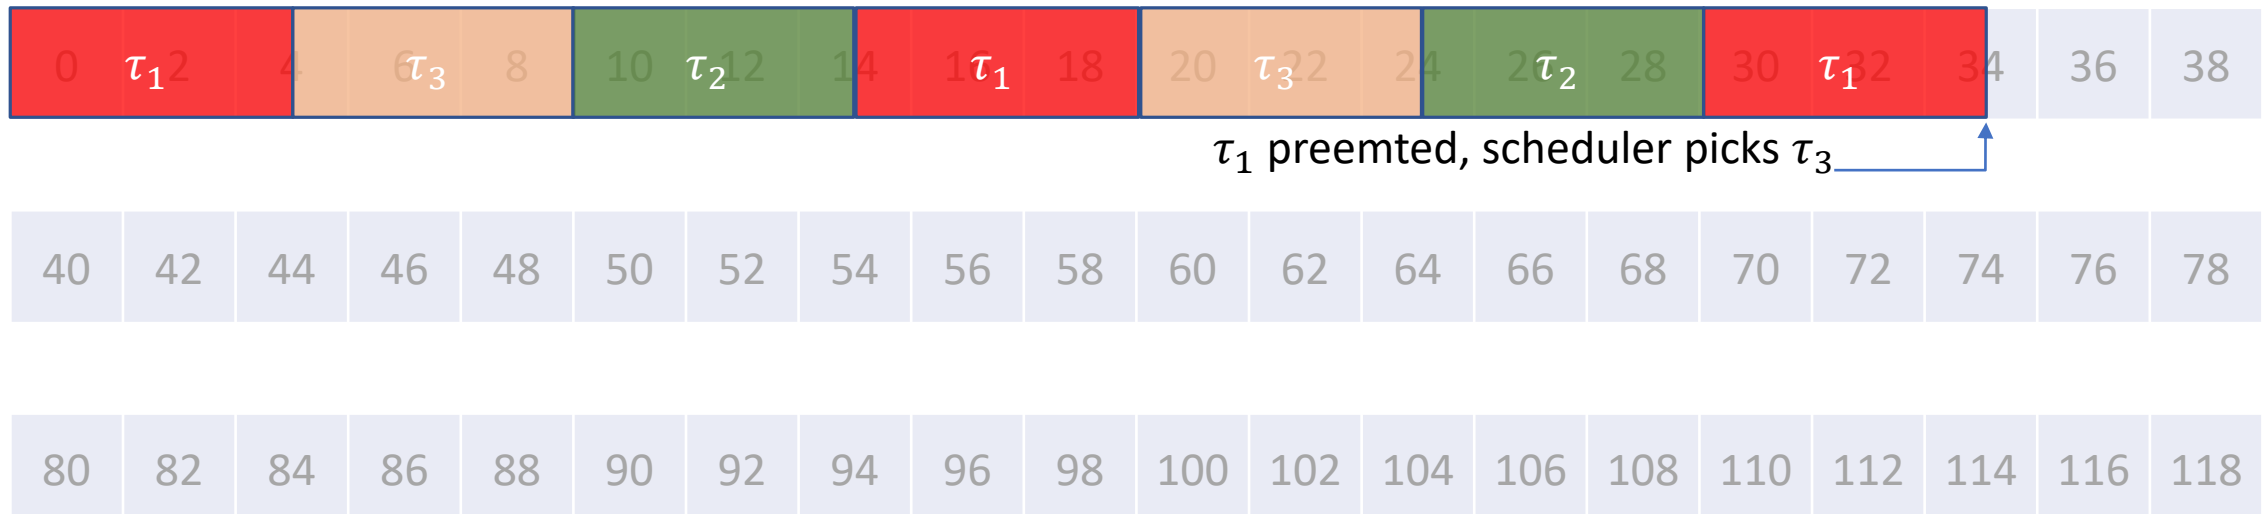 0 τ₁ 2 4 6 τ₃ 8 10 τ₂ 12 14 16 τ₁ 18 20 τ₃ 22 24 26 τ₂ 28 30 τ₁ 32 34 36 38
τ₁ preemted, scheduler picks τ₃
40 42 44 46 48 50 52 54 56 58 60 62 64 66 68 70 72 74 76 78
80 82 84 86 88 90 92 94 96 98 100 102 104 106 108 110 112 114 116 118